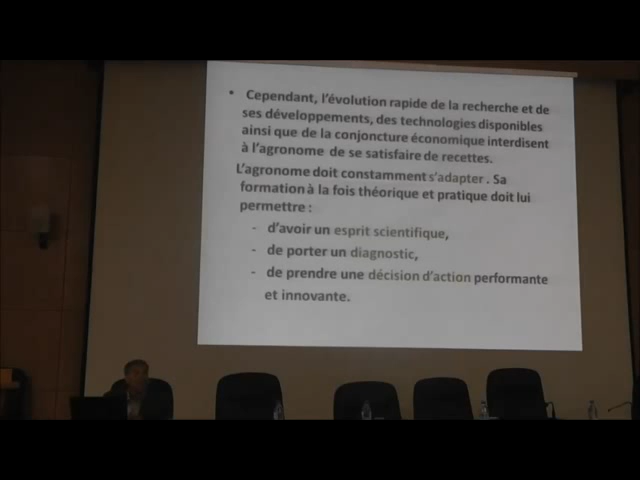 • Cependant, l'évolution rapide de la recherche et de
ses développements, des technologies disponibles
ainsi que de la conjoncture économique interdisent
à l'agronome de se satisfaire de recettes.
L'agronome doit constamment s'adapter . Sa
formation à la fois théorique et pratique doit lui
permettre :
- d'avoir un esprit scientifique,
- de porter un diagnostic,
- de prendre une décision d'action performante
et innovante.